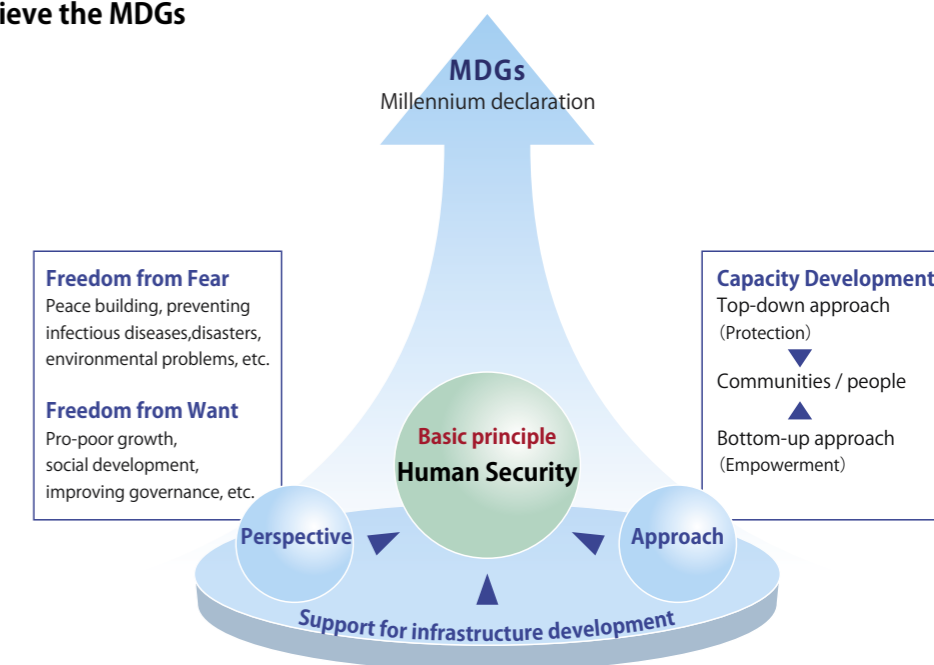 ieve the MDGs
MDGs
Millennium declaration
Freedom from Fear
Peace building, preventing
infectious diseases,disasters,
environmental problems, etc.
Freedom from Want
Pro-poor growth,
social development,
improving governance, etc.
Capacity Development
Top-down approach
（Protection）
Communities / people
Bottom-up approach
（Empowerment）
Basic principle
Human Security
Perspective
Approach
Support for infrastructure development